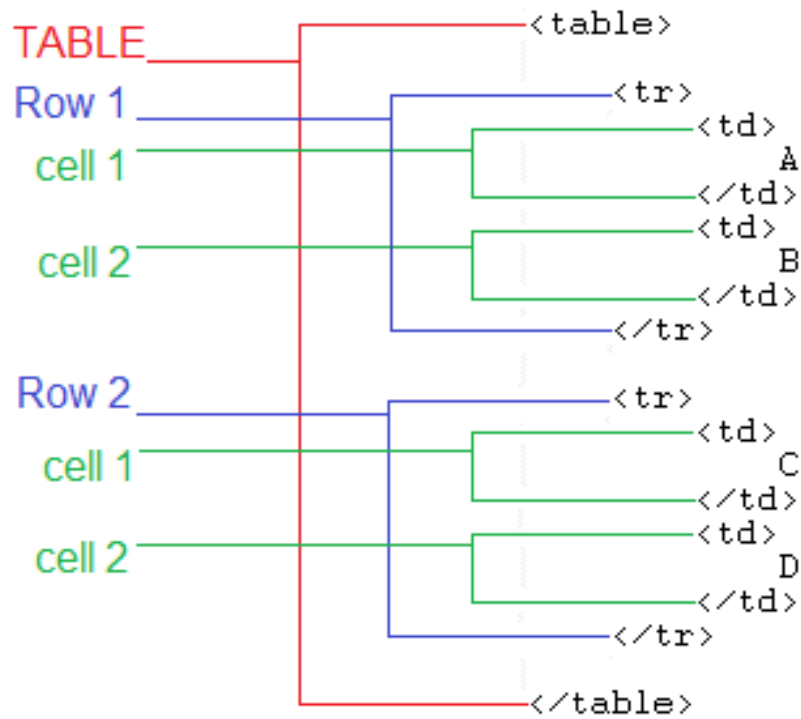 TABLE <table>
Row 1 <tr>
<td>
cell 1 A
</td>
<td>
cell 2 B
</td>
</tr>
Row 2 <tr>
<td>
cell 1 C
</td>
<td>
cell 2 D
</td>
</tr>
</table>